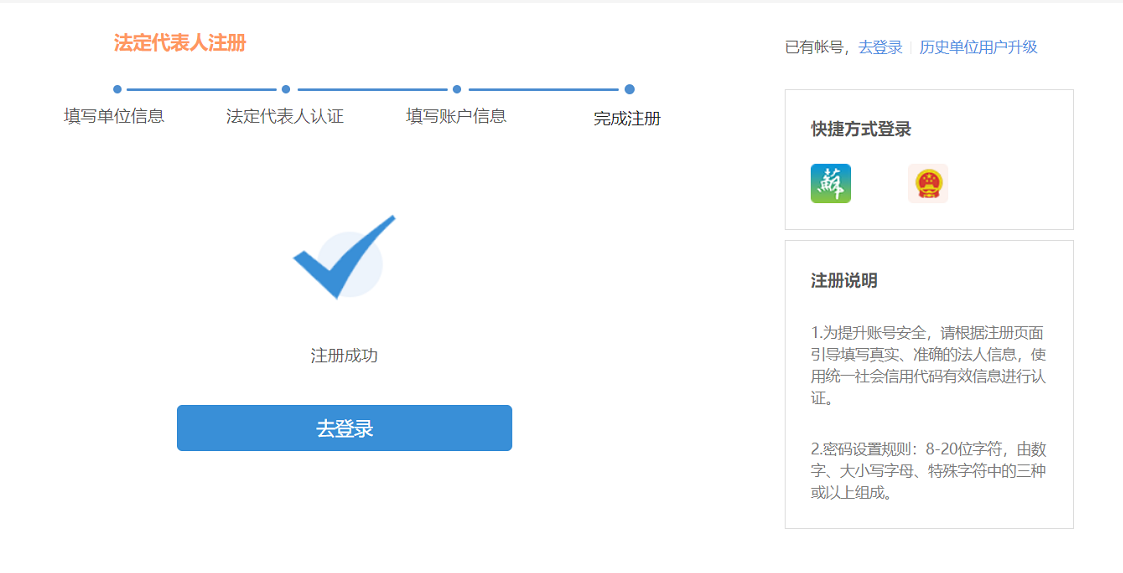 法定代表人注册
填写单位信息
法定代表人认证
填写账户信息
完成注册
注册成功
去登录
已有帐号，去登录 | 历史单位用户升级
快捷方式登录
蘇
注册说明
1.为提升账号安全，请根据注册页面
引导填写真实、准确的法人信息，使
用统一社会信用代码有效信息进行认
证。
2.密码设置规则：8-20位字符，由数
字、大小写字母、特殊字符中的三种
或以上组成。